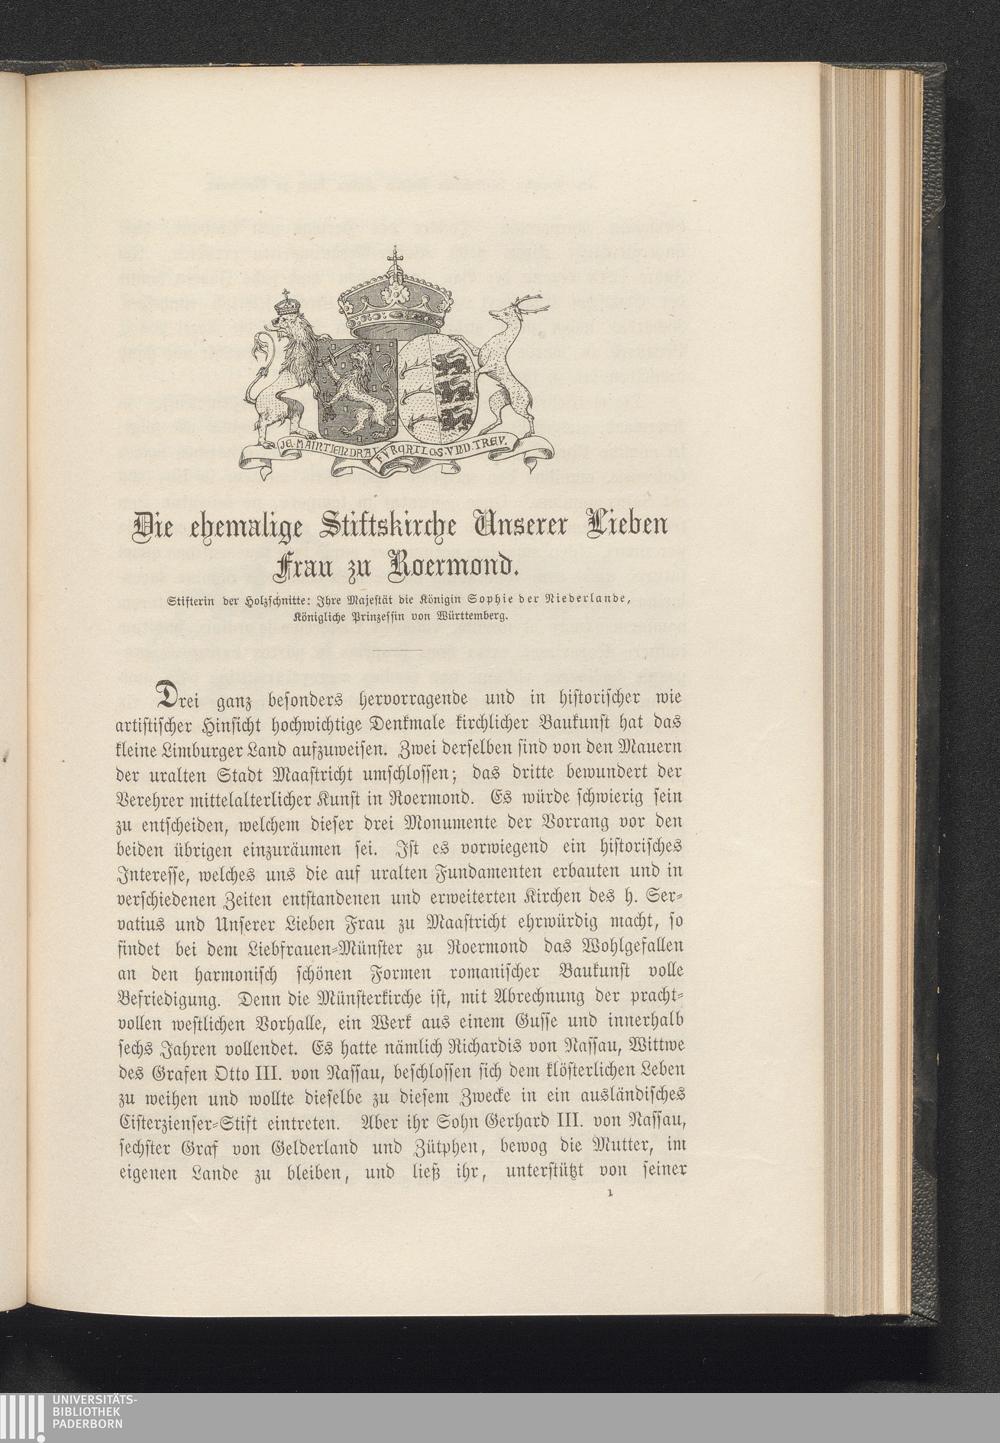 JE MAINTIENDRAI
FVRQRTLOS·VND·TREV.
Die ehemalige Stiftskirche Unserer Lieben
Frau zu Roermond.
Stifterin der Holzschnitte: Ihre Majestät die Königin Sophie der Niederlande,
Königliche Prinzessin von Württemberg.
Drei ganz besonders hervorragende und in historischer wie
artistischer Hinsicht hochwichtige Denkmale kirchlicher Baukunst hat das
kleine Limburger Land aufzuweisen. Zwei derselben sind von den Mauern
der uralten Stadt Maastricht umschlossen; das dritte bewundert der
Verehrer mittelalterlicher Kunst in Roermond. Es würde schwierig sein
zu entscheiden, welchem dieser drei Monumente der Vorrang vor den
beiden übrigen einzuräumen sei. Ist es vorwiegend ein historisches
Interesse, welches uns die auf uralten Fundamenten erbauten und in
verschiedenen Zeiten entstandenen und erweiterten Kirchen des h. Ser-
vatius und Unserer Lieben Frau zu Maastricht ehrwürdig macht, so
findet bei dem Liebfrauen-Münster zu Roermond das Wohlgefallen
an den harmonisch schönen Formen romanischer Baukunst volle
Befriedigung. Denn die Münsterkirche ist, mit Abrechnung der pracht-
vollen westlichen Vorhalle, ein Werk aus einem Gusse und innerhalb
sechs Jahren vollendet. Es hatte nämlich Richardis von Nassau, Wittwe
des Grafen Otto III. von Nassau, beschlossen sich dem klösterlichen Leben
zu weihen und wollte dieselbe zu diesem Zwecke in ein ausländisches
Cisterzienser-Stift eintreten. Aber ihr Sohn Gerhard III. von Nassau,
sechster Graf von Gelderland und Zütphen, bewog die Mutter, im
eigenen Lande zu bleiben, und ließ ihr, unterstützt von seiner
1
UNIVERSITÄTS-
BIBLIOTHEK
PADERBORN